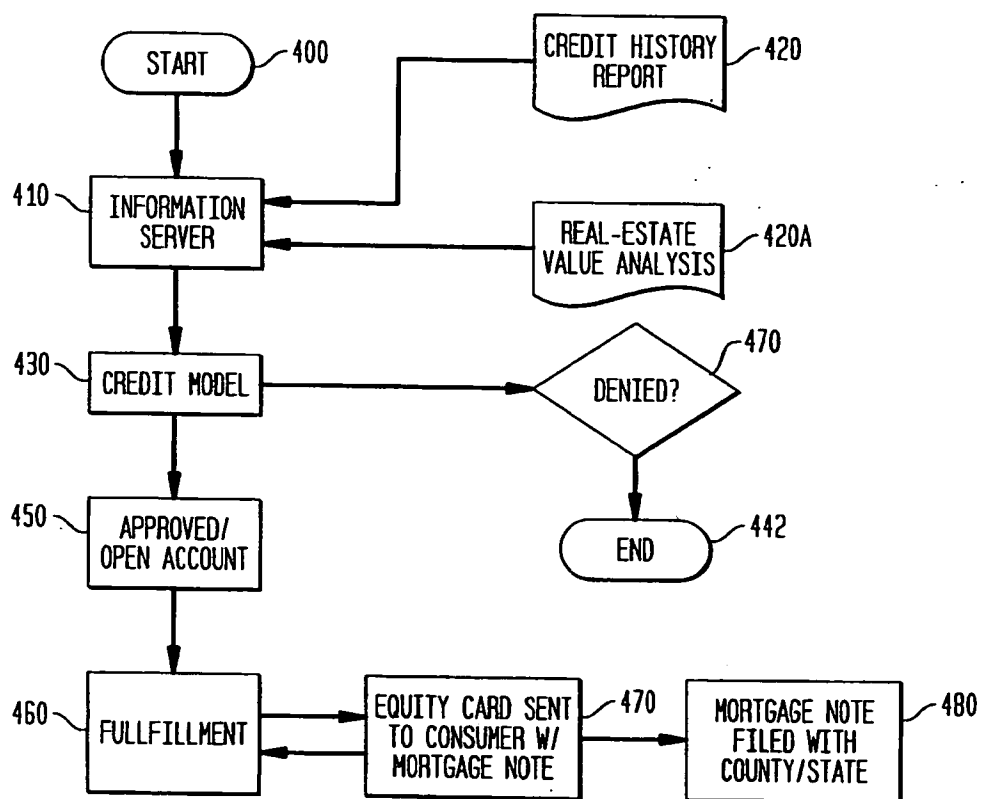 START
400
CREDIT HISTORY
REPORT
420
410
INFORMATION
SERVER
REAL-ESTATE
VALUE ANALYSIS
420A
430
CREDIT MODEL
DENIED?
470
450
APPROVED/
OPEN ACCOUNT
END
442
460
FULLFILLMENT
EQUITY CARD SENT
TO CONSUMER W/
MORTGAGE NOTE
470
MORTGAGE NOTE
FILED WITH
COUNTY/STATE
480